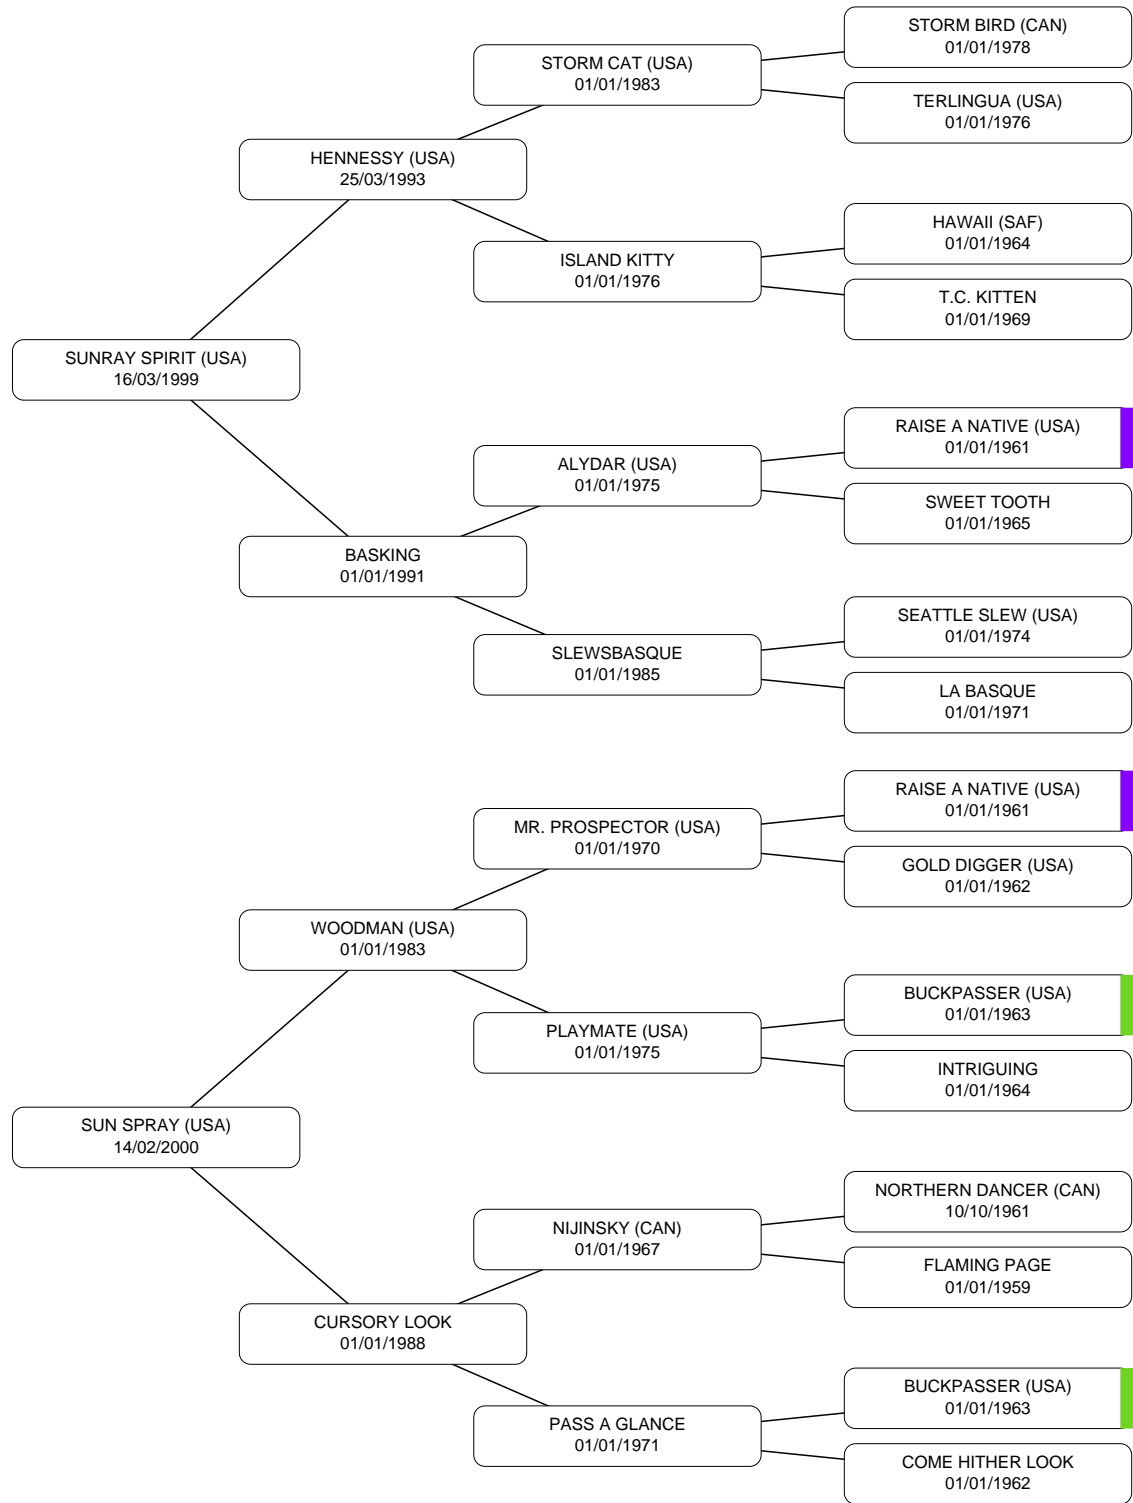 STORM BIRD (CAN)
01/01/1978
STORM CAT (USA)
01/01/1983
TERLINGUA (USA)
01/01/1976
HENNESSY (USA)
25/03/1993
HAWAII (SAF)
01/01/1964
ISLAND KITTY
01/01/1976
T.C. KITTEN
01/01/1969
SUNRAY SPIRIT (USA)
16/03/1999
RAISE A NATIVE (USA)
01/01/1961
ALYDAR (USA)
01/01/1975
SWEET TOOTH
01/01/1965
BASKING
01/01/1991
SEATTLE SLEW (USA)
01/01/1974
SLEWSBASQUE
01/01/1985
LA BASQUE
01/01/1971
RAISE A NATIVE (USA)
01/01/1961
MR. PROSPECTOR (USA)
01/01/1970
GOLD DIGGER (USA)
01/01/1962
WOODMAN (USA)
01/01/1983
BUCKPASSER (USA)
01/01/1963
PLAYMATE (USA)
01/01/1975
INTRIGUING
01/01/1964
SUN SPRAY (USA)
14/02/2000
NORTHERN DANCER (CAN)
10/10/1961
NIJINSKY (CAN)
01/01/1967
FLAMING PAGE
01/01/1959
CURSORY LOOK
01/01/1988
BUCKPASSER (USA)
01/01/1963
PASS A GLANCE
01/01/1971
COME HITHER LOOK
01/01/1962